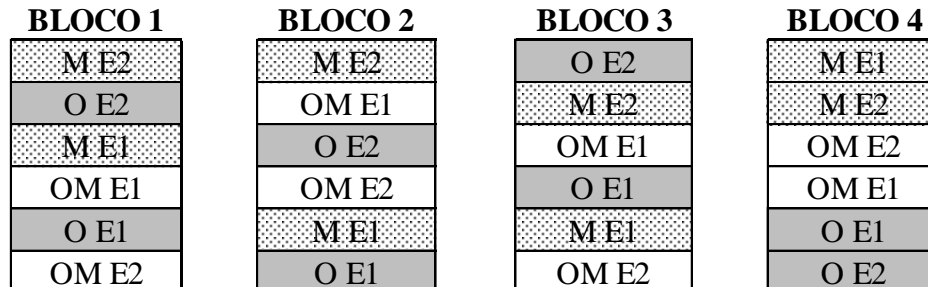 BLOCO 1 BLOCO 2 BLOCO 3 BLOCO 4
M E2 M E2 O E2 M E1
O E2 OM E1 M E2 M E2
M E1 O E2 OM E1 OM E2
OM E1 OM E2 O E1 OM E1
O E1 M E1 M E1 O E1
OM E2 O E1 OM E2 O E2